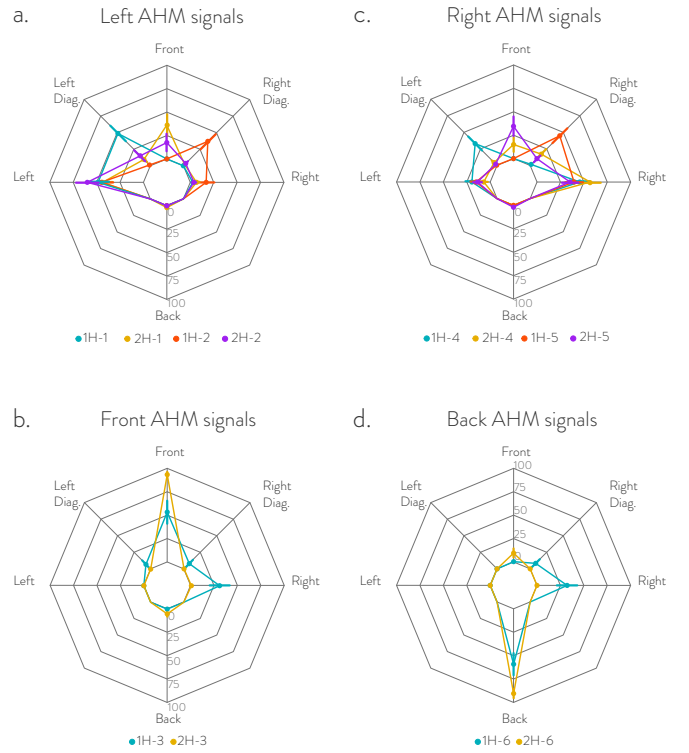 a.
Left AHM signals
Front
Left
Diag.
Right
Diag.
Left
Right
0
25
50
75
100
Back
1H-1 2H-1 1H-2 2H-2
c.
Right AHM signals
Front
Left
Diag.
Right
Diag.
Left
Right
0
25
50
75
100
Back
1H-4 2H-4 1H-5 2H-5
b.
Front AHM signals
Front
Left
Diag.
Right
Diag.
Left
Right
0
25
50
75
100
Back
1H-3 2H-3
d.
Back AHM signals
Front
100
75
50
25
0
Left
Diag.
Right
Diag.
Left
Right
Back
1H-6 2H-6